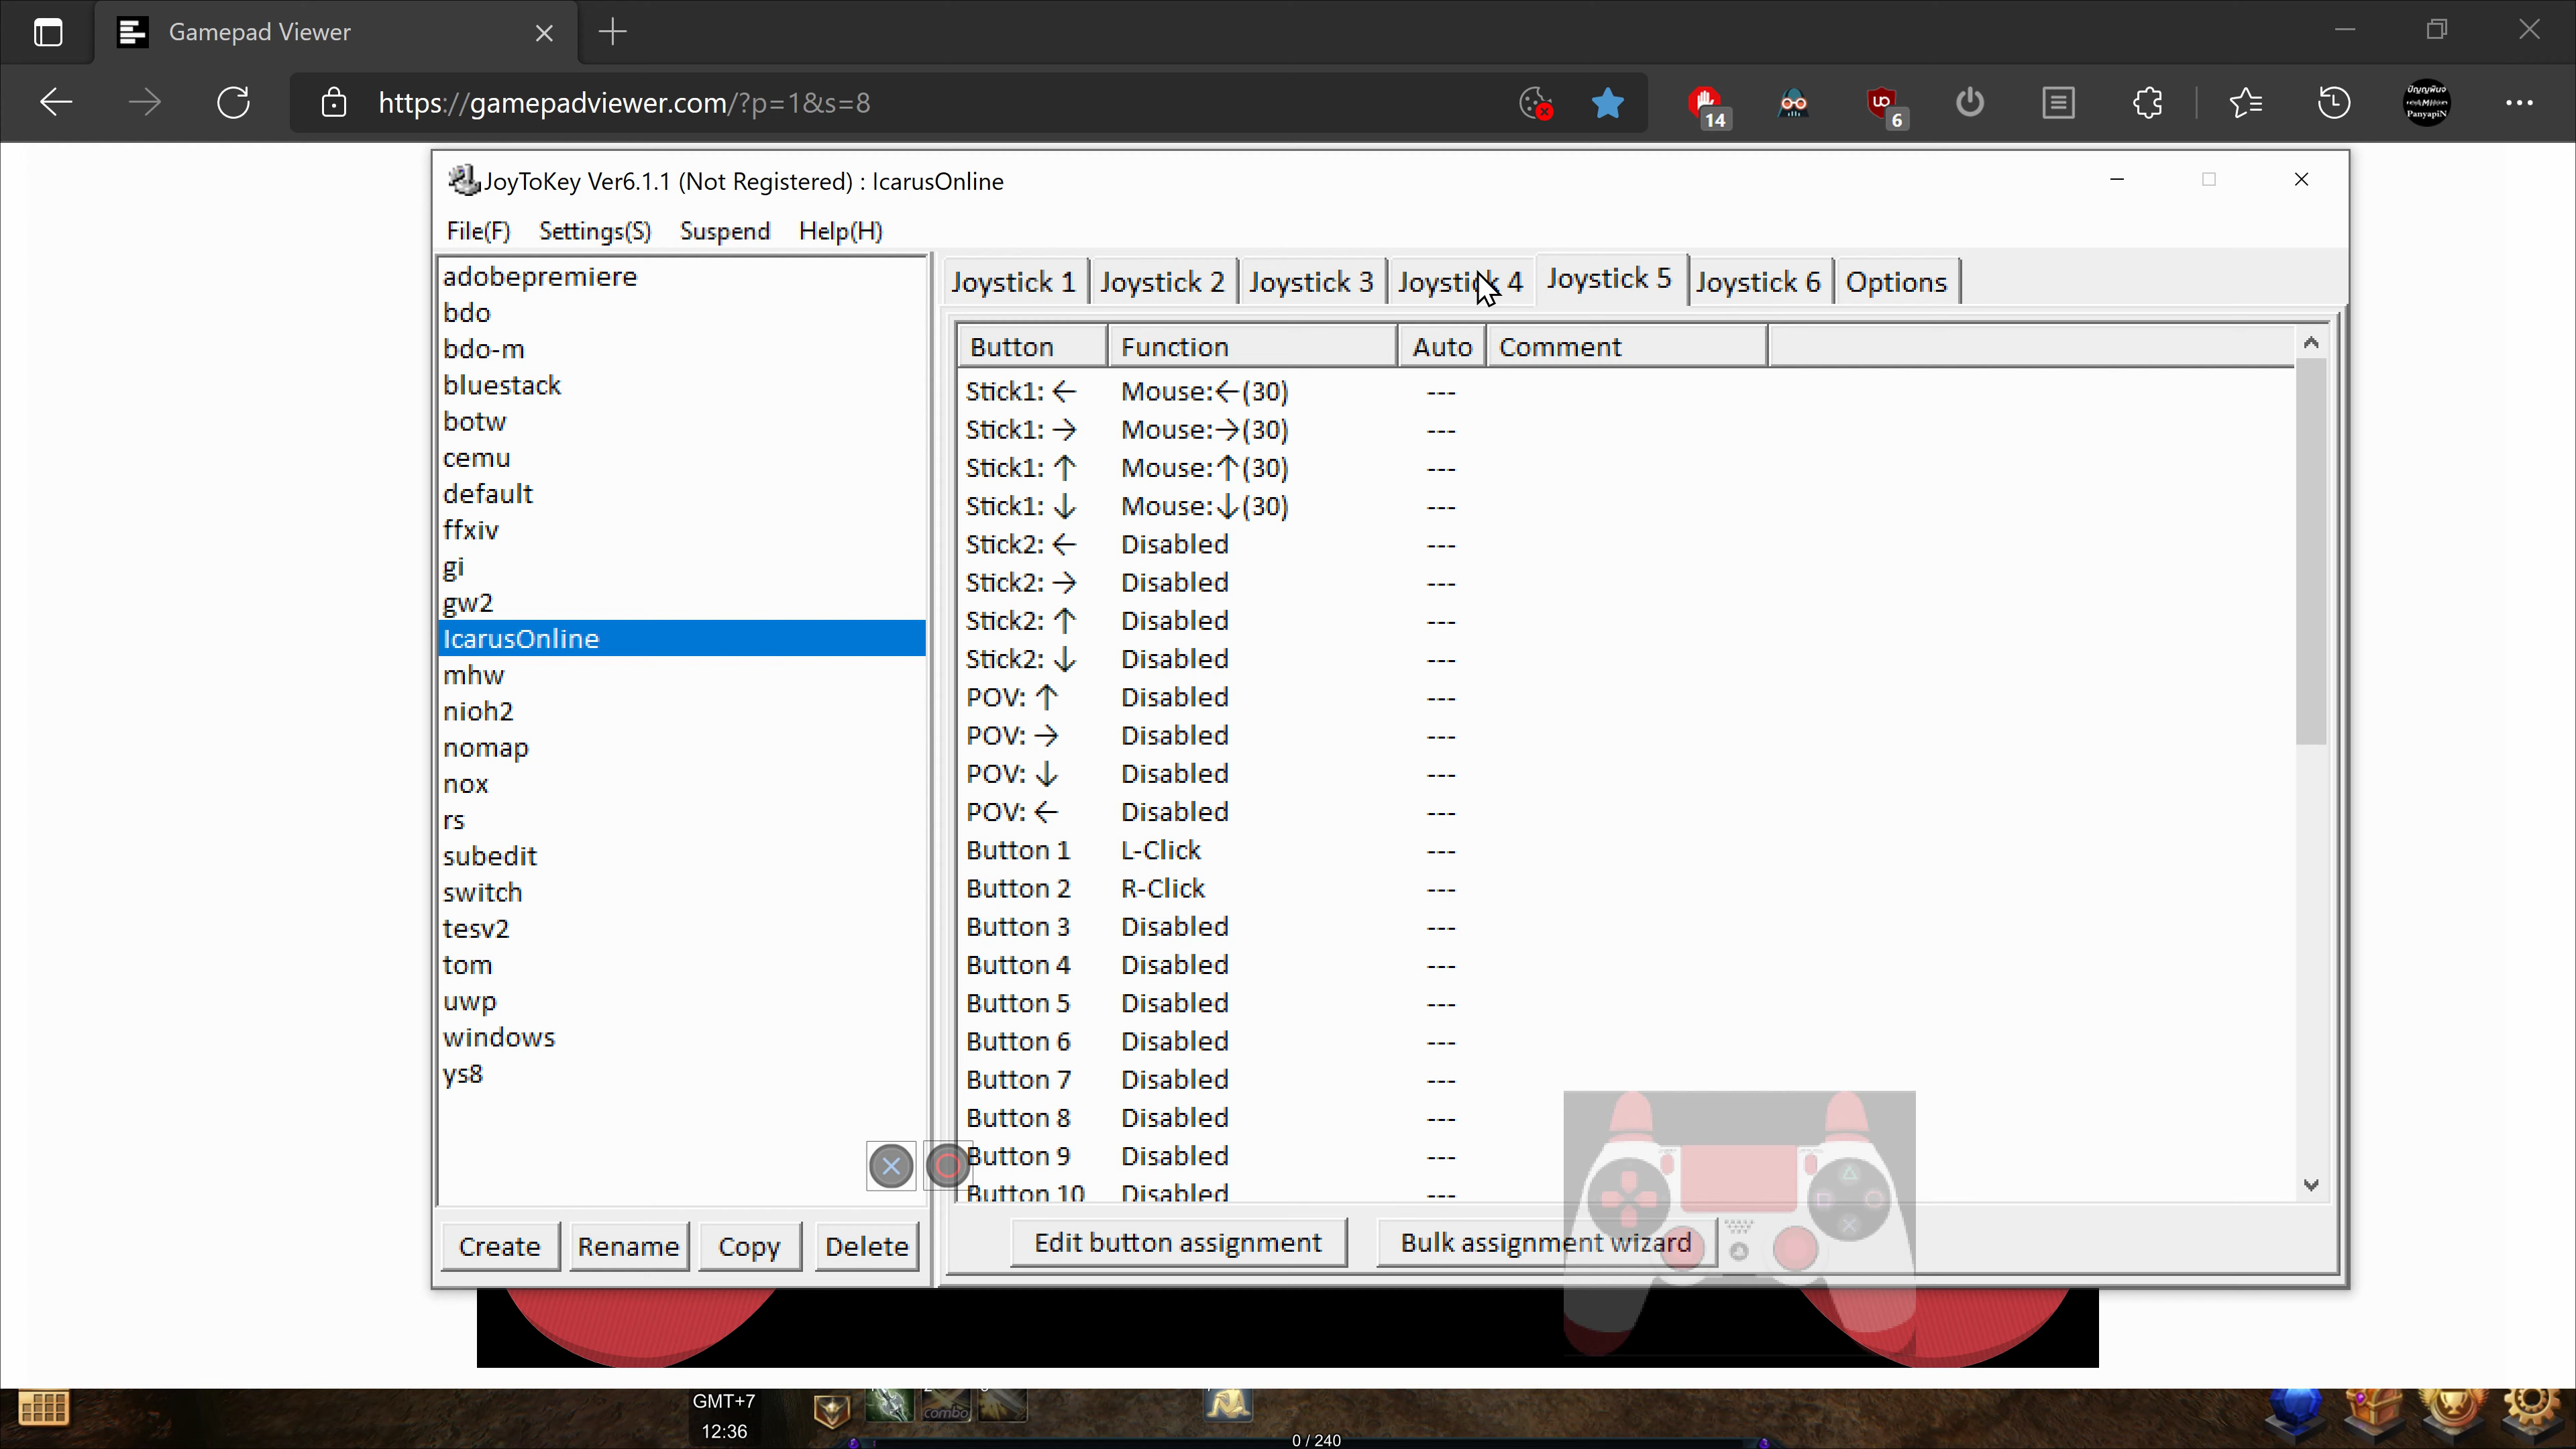 Gamepad Viewer
https://gamepadviewer.com/?p=1&s=8
14
6
JoyToKey Ver6.1.1 (Not Registered) : IcarusOnline
File(F) Settings(S) Suspend Help(H)
adobepremiere
bdo
bdo-m
bluestack
botw
cemu
default
ffxiv
gi
gw2
IcarusOnline
mhw
nioh2
nomap
nox
rs
subedit
switch
tesv2
tom
uwp
windows
ys8
Create Rename Copy Delete
Joystick 1 Joystick 2 Joystick 3 Joystick 4 Joystick 5 Joystick 6 Options
Button Function Auto Comment
Stick1: ← Mouse:←(30) ---
Stick1: → Mouse:→(30) ---
Stick1: ↑ Mouse:↑(30) ---
Stick1: ↓ Mouse:↓(30) ---
Stick2: ← Disabled ---
Stick2: → Disabled ---
Stick2: ↑ Disabled ---
Stick2: ↓ Disabled ---
POV: ↑ Disabled ---
POV: → Disabled ---
POV: ↓ Disabled ---
POV: ← Disabled ---
Button 1 L-Click ---
Button 2 R-Click ---
Button 3 Disabled ---
Button 4 Disabled ---
Button 5 Disabled ---
Button 6 Disabled ---
Button 7 Disabled ---
Button 8 Disabled ---
Button 9 Disabled ---
Button 10 Disabled ---
Edit button assignment Bulk assignment wizard
GMT+7
12:36
combo
0 / 240